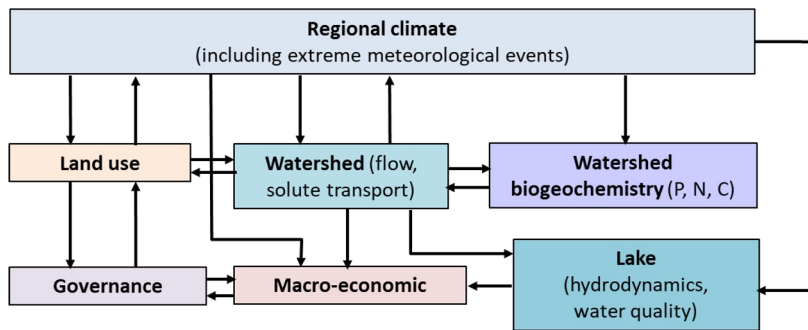 Regional climate
(including extreme meteorological events)
Land use
Watershed (flow,
solute transport)
Watershed
biogeochemistry (P, N, C)
Governance
Macro-economic
Lake
(hydrodynamics,
water quality)